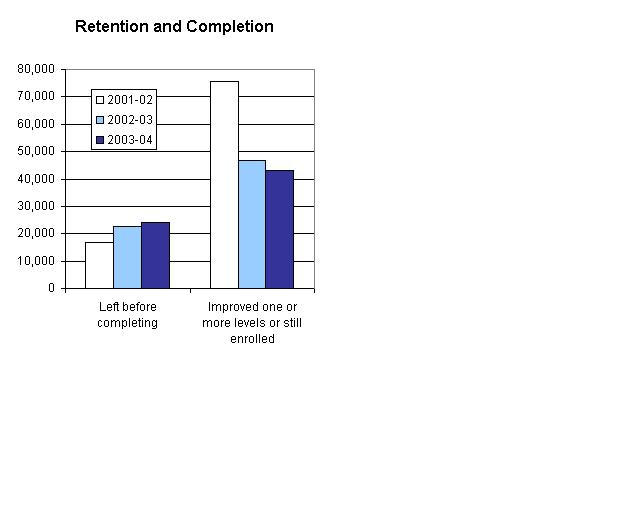 Retention and Completion
80,000
70,000
60,000
50,000
40,000
30,000
20,000
10,000
0
2001-02
2002-03
2003-04
Left before
completing
Improved one or
more levels or still
enrolled